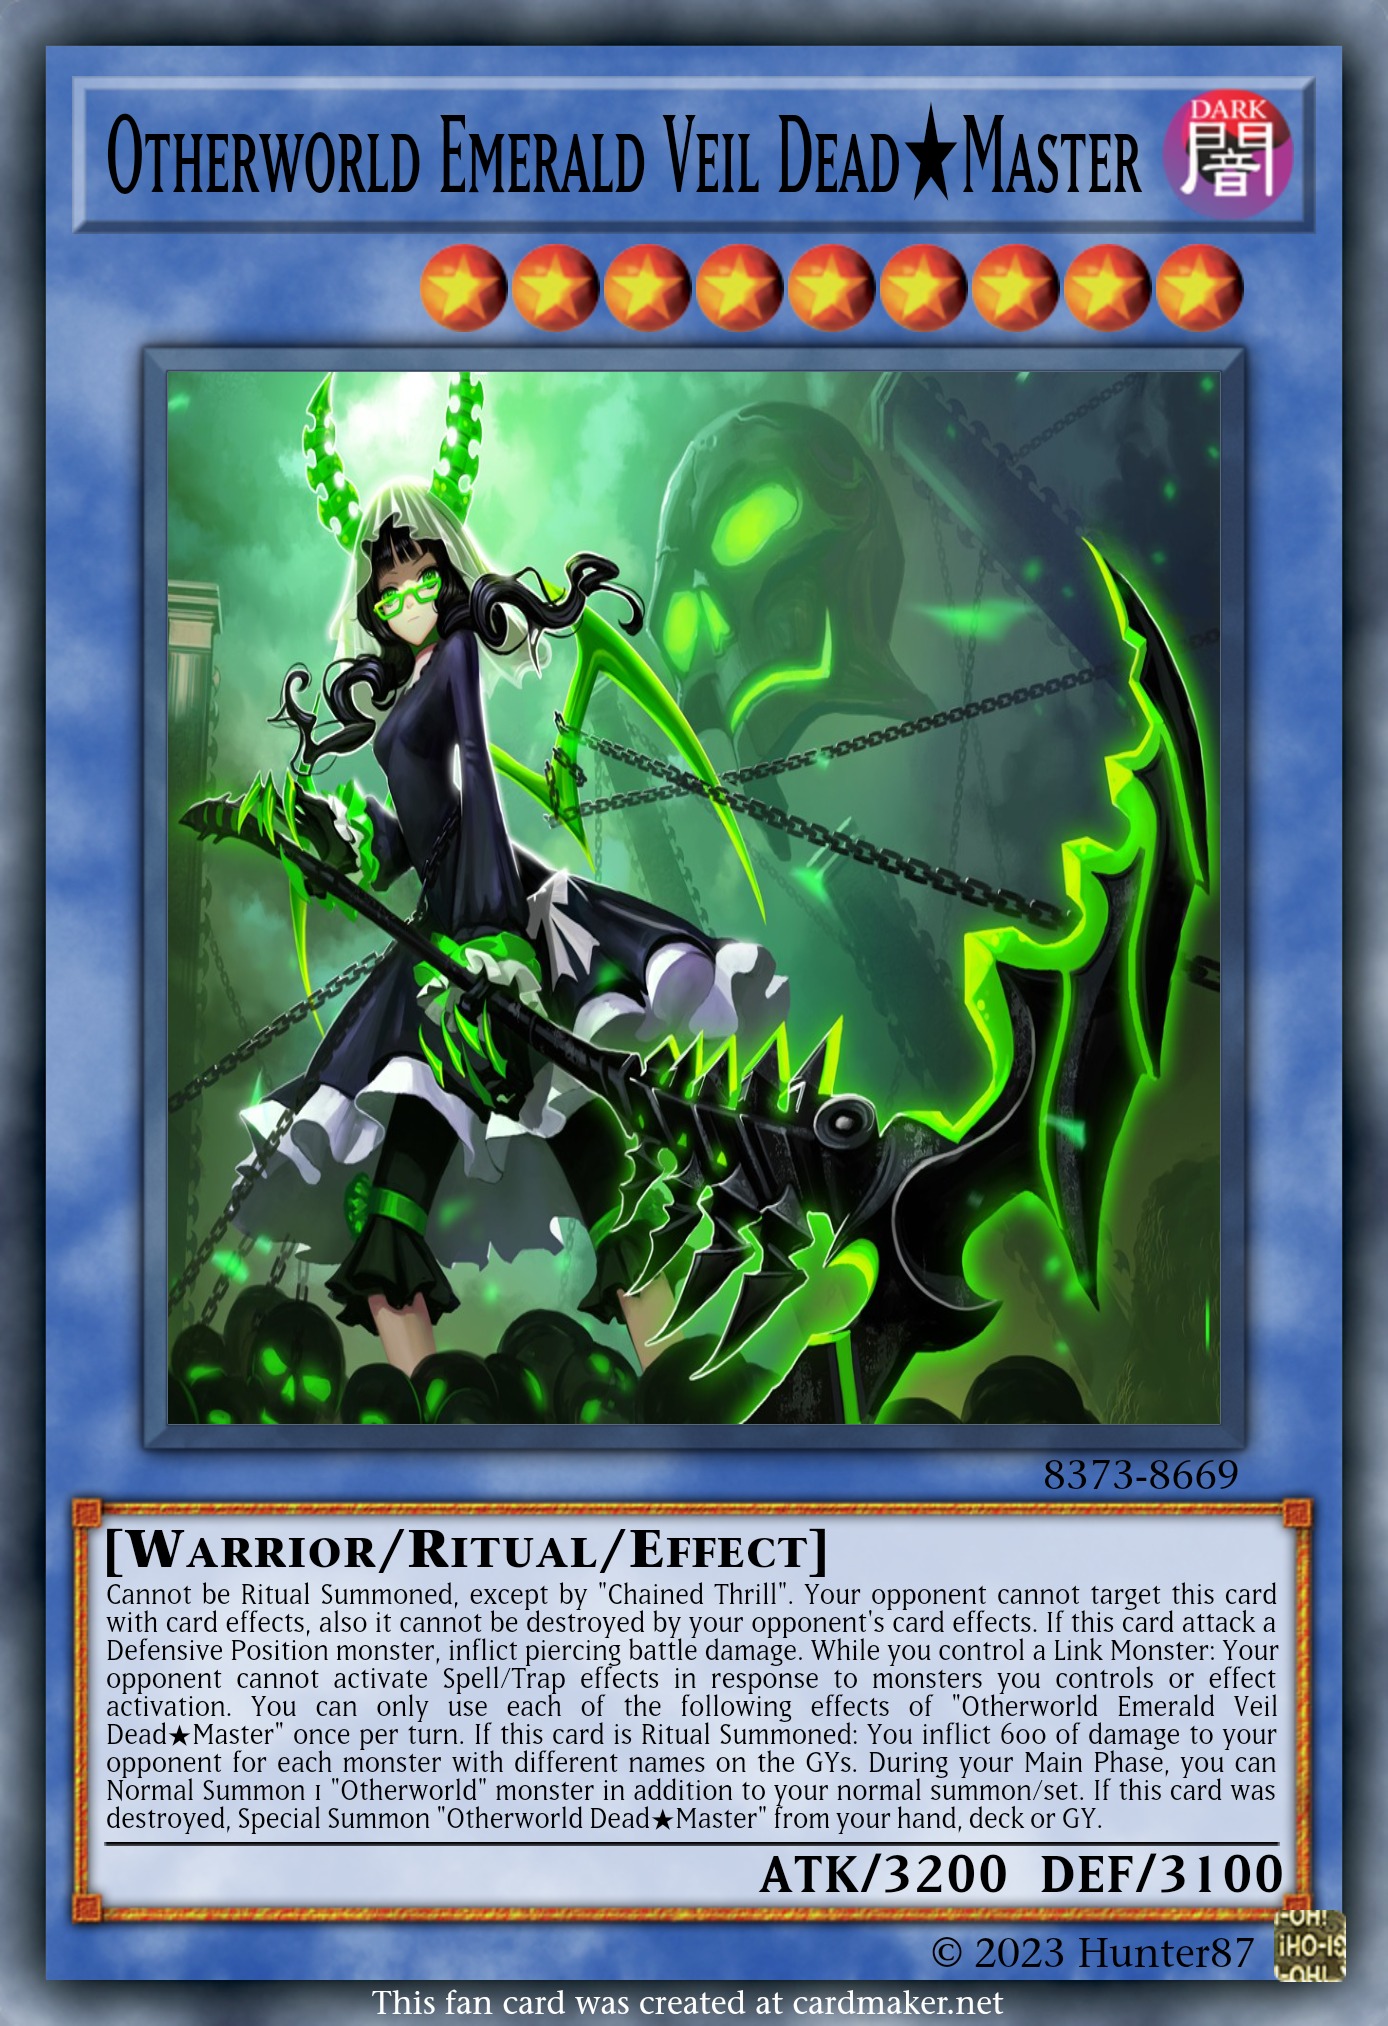 Otherworld Emerald Veil Dead★Master
DARK
闇
8373-8669
[Warrior/Ritual/Effect]
Cannot be Ritual Summoned, except by "Chained Thrill". Your opponent cannot target this card
with card effects, also it cannot be destroyed by your opponent's card effects. If this card attack a
Defensive Position monster, inflict piercing battle damage. While you control a Link Monster: Your
opponent cannot activate Spell/Trap effects in response to monsters you controls or effect
activation. You can only use each of the following effects of "Otherworld Emerald Veil
Dead★Master" once per turn. If this card is Ritual Summoned: You inflict 600 of damage to your
opponent for each monster with different names on the GYs. During your Main Phase, you can
Normal Summon 1 "Otherworld" monster in addition to your normal summon/set. If this card was
destroyed, Special Summon "Otherworld Dead★Master" from your hand, deck or GY.
ATK/3200 DEF/3100
© 2023 Hunter87
This fan card was created at cardmaker.net